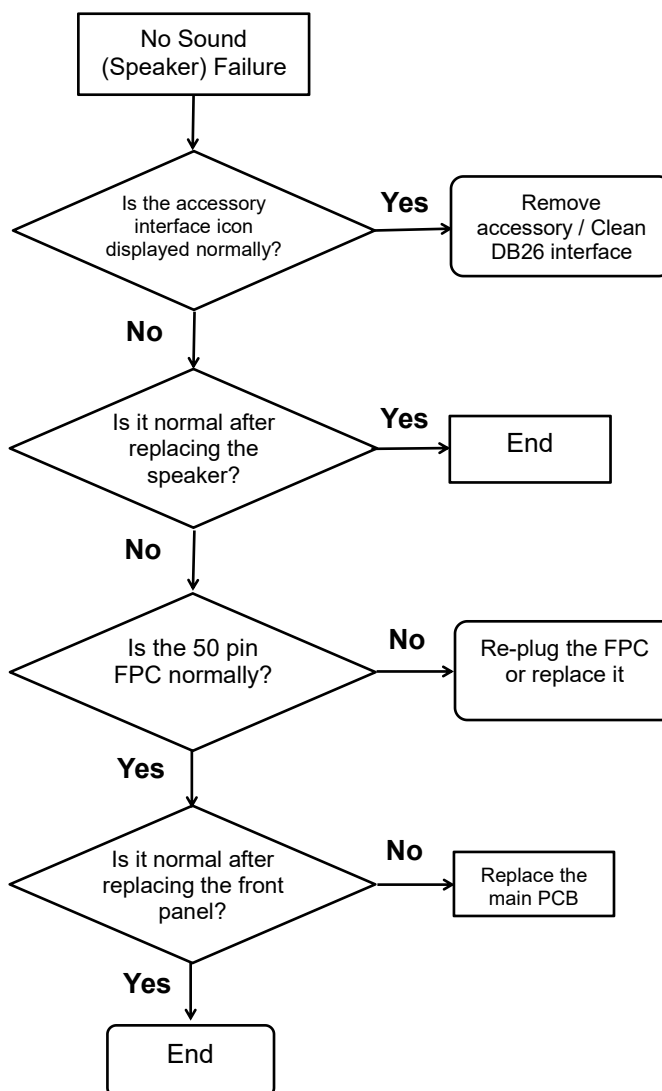 No Sound
(Speaker) Failure
Is the accessory
interface icon
displayed normally?
Yes
Remove
accessory / Clean
DB26 interface
No
Is it normal after
replacing the
speaker?
Yes
End
No
Is the 50 pin
FPC normally?
No
Re-plug the FPC
or replace it
Yes
Is it normal after
replacing the front
panel?
No
Replace the
main PCB
Yes
End